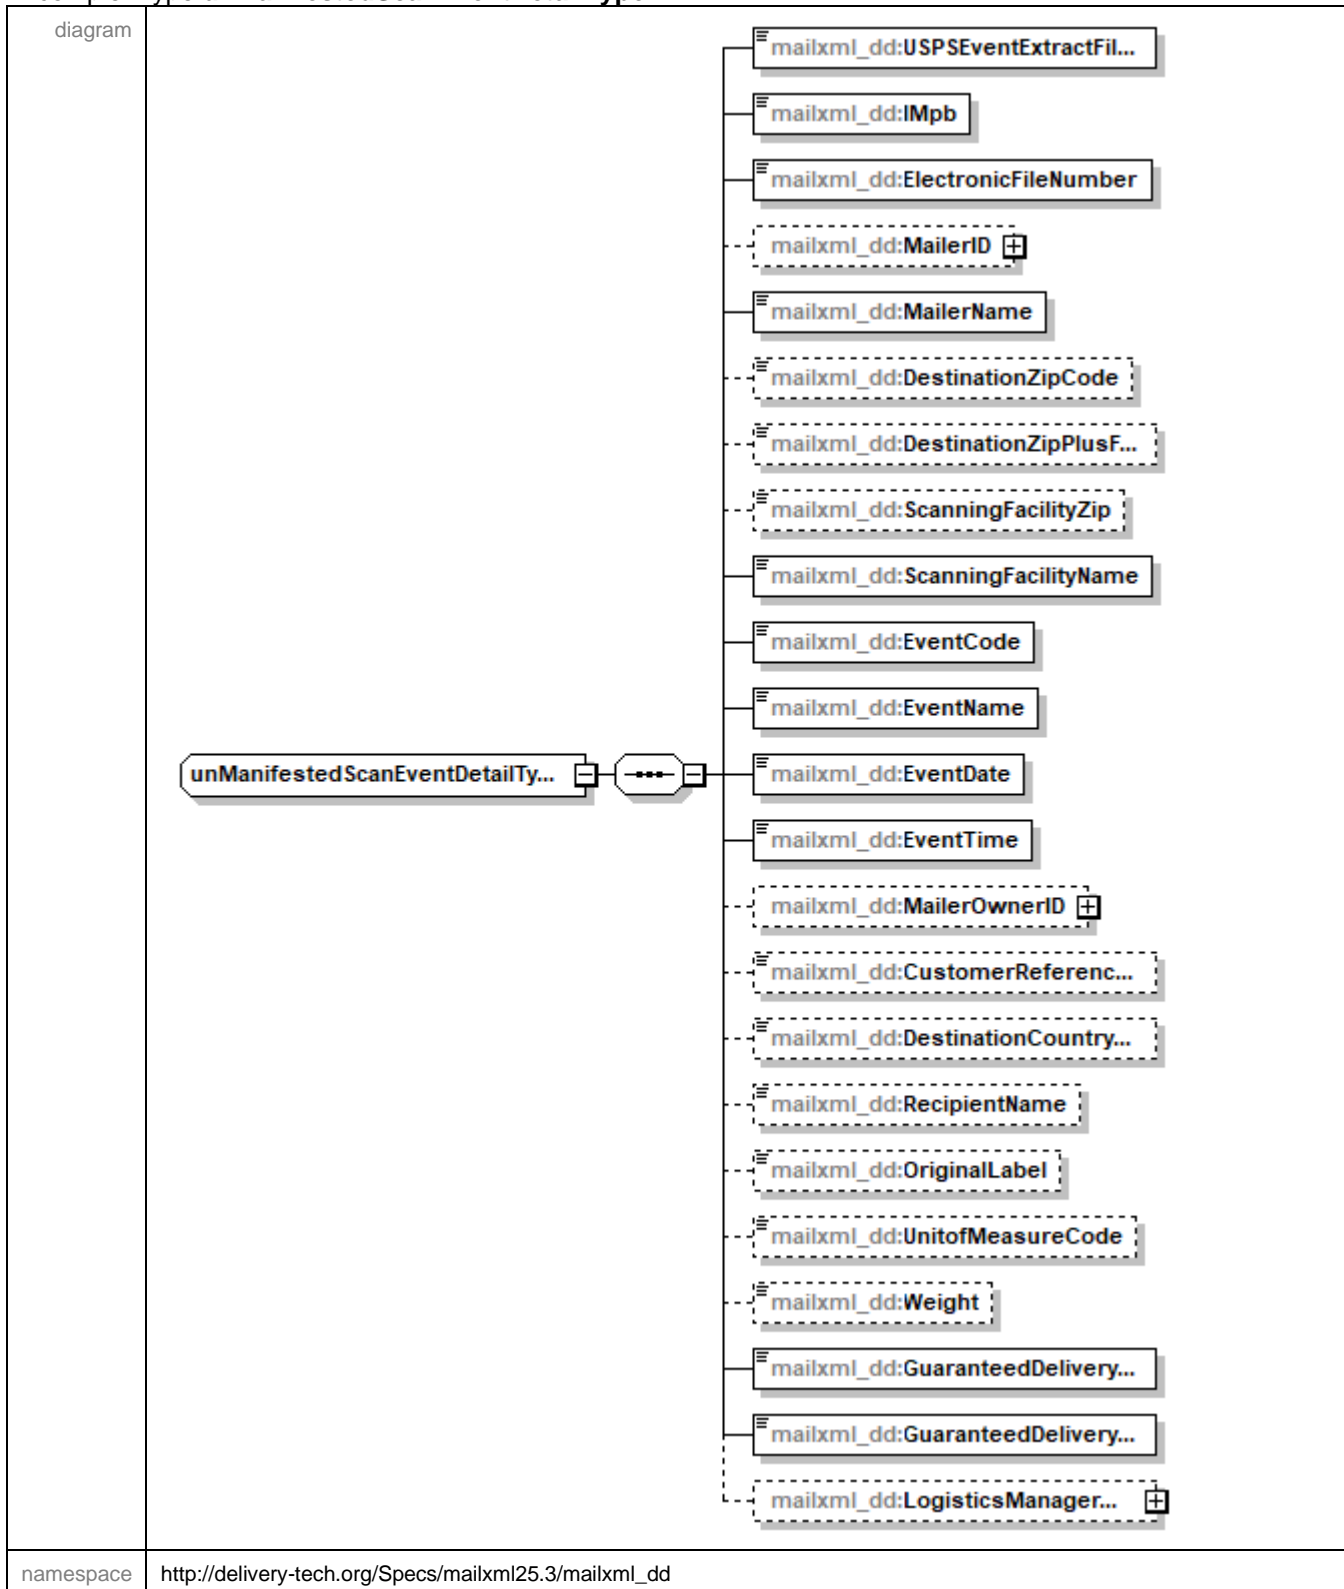 diagram
mailxml_dd:USPSEventExtractFil...
mailxml_dd:IMpb
mailxml_dd:ElectronicFileNumber
mailxml_dd:MailerID
mailxml_dd:MailerName
mailxml_dd:DestinationZipCode
mailxml_dd:DestinationZipPlusF...
mailxml_dd:ScanningFacilityZip
mailxml_dd:ScanningFacilityName
mailxml_dd:EventCode
mailxml_dd:EventName
unManifestedScanEventDetailTy...
mailxml_dd:EventDate
mailxml_dd:EventTime
mailxml_dd:MailerOwnerID
mailxml_dd:CustomerReferenc...
mailxml_dd:DestinationCountry...
mailxml_dd:RecipientName
mailxml_dd:OriginalLabel
mailxml_dd:UnitofMeasureCode
mailxml_dd:Weight
mailxml_dd:GuaranteedDelivery...
mailxml_dd:GuaranteedDelivery...
mailxml_dd:LogisticsManager...
namespace http://delivery-tech.org/Specs/mailxml25.3/mailxml_dd